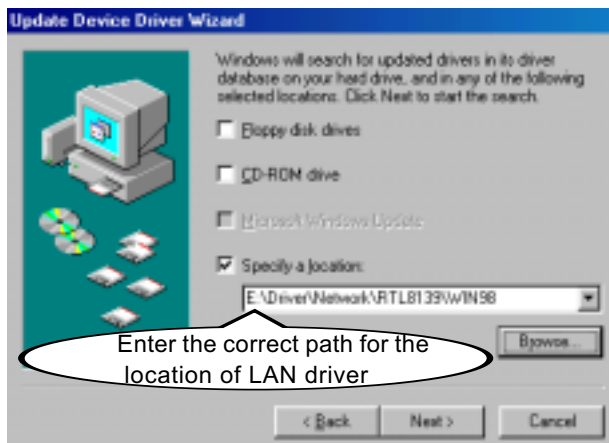 Update Device Driver Wizard
Windows will search for updated drivers in its driver
database on your hard drive, and in any of the following
selected locations. Click Next to start the search.
Floppy disk drives
CD-ROM drive
Microsoft Windows Update
Specify a location:
E:\Driver\Network\RTL8139\WIN98
Enter the correct path for the
location of LAN driver
Browse...
< Back
Next >
Cancel